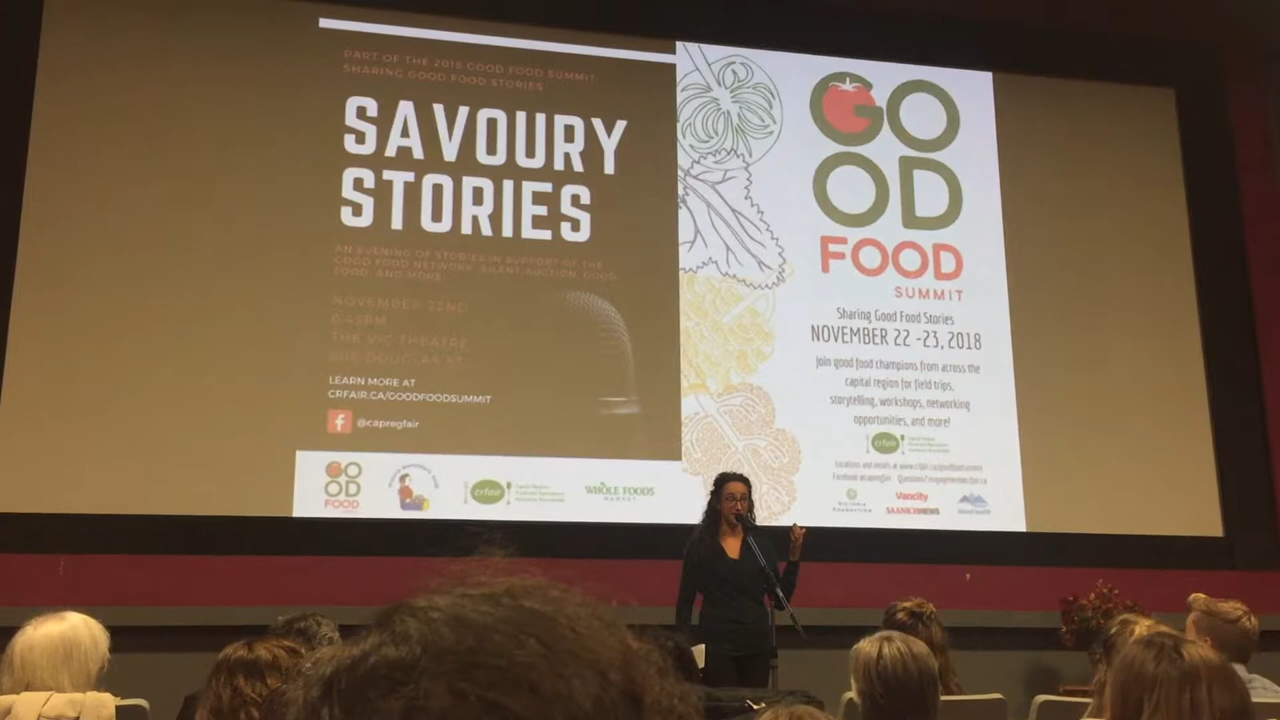 PART OF THE 2018 GOOD FOOD SUMMIT
SHARING GOOD FOOD STORIES
SAVOURY
STORIES
AN EVENING OF STORIES IN SUPPORT OF THE
GOOD FOOD NETWORK. SILENT AUCTION, GOOD
FOOD, AND MORE.
NOVEMBER 22ND
6:45PM
THE VIC THEATRE
808 DOUGLAS ST
LEARN MORE AT
CRFAIR.CA/GOODFOODSUMMIT
@capregfair
GO
OD
FOOD
crfair
WHOLE FOODS
MARKET
GO
OD
FOOD
SUMMIT
Sharing Good Food Stories
NOVEMBER 22 -23, 2018
Join good food champions from across the
capital region for field trips,
storytelling, workshops, networking
opportunities, and more!
crfair
VICTORIA
FOUNDATION
Vancity
SAANICHNEWS